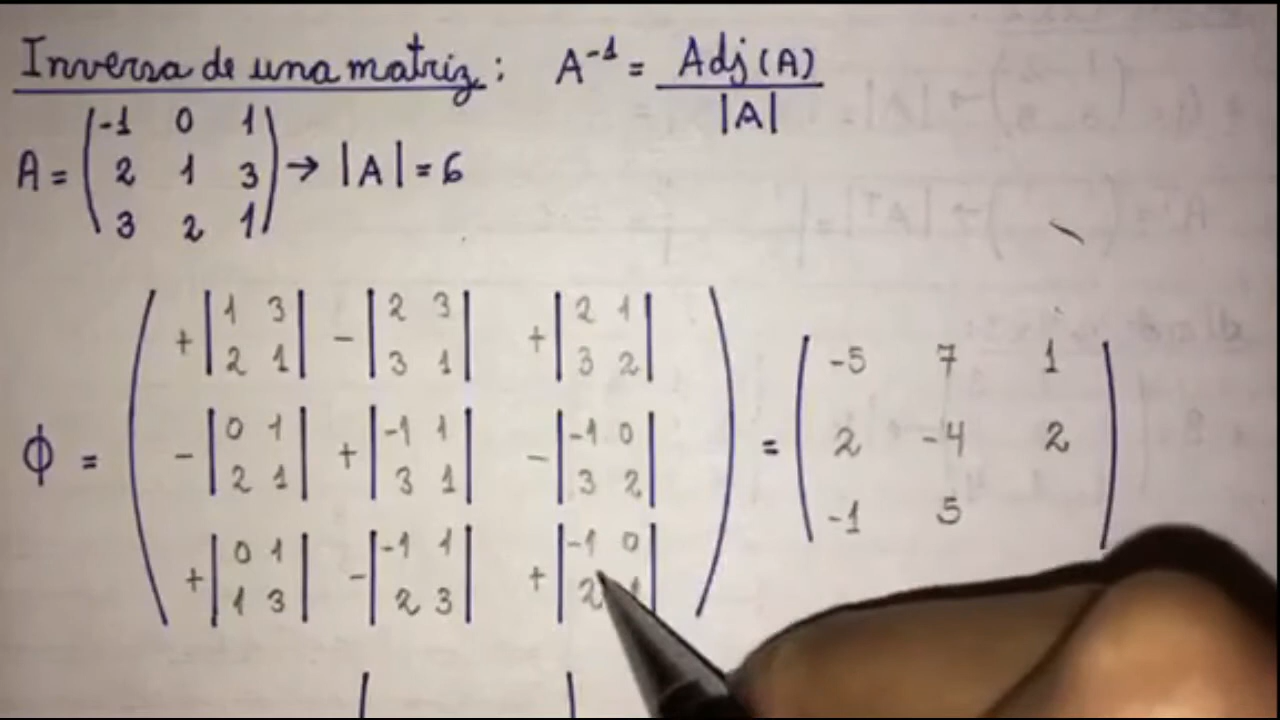 Inversa de una matriz: A⁻¹ = Adj(A) / |A|
A = ( -1 0 1
2 1 3 → |A| = 6
3 2 1 )
+ | 1 3 | - | 2 3 | + | 2 1 |
| 2 1 | | 3 1 | | 3 2 |
-5 7 1
ϕ = - | 0 1 | + | -1 1 | - | -1 0 | = 2 -4 2
| 2 1 | | 3 1 | | 3 2 |
-1 5
+ | 0 1 | - | -1 1 | + | -1 0 |
| 1 3 | | 2 3 | | 2 1 |